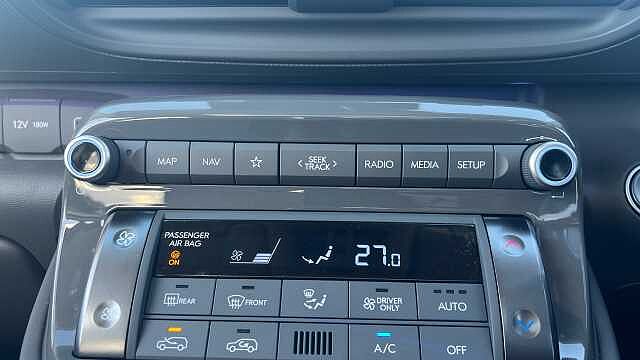 12V 180W
MAP NAV ☆ < SEEK > TRACK RADIO MEDIA SETUP
PASSENGER
AIR BAG
ON
27.0
REAR FRONT DRIVER ONLY AUTO
A/C OFF